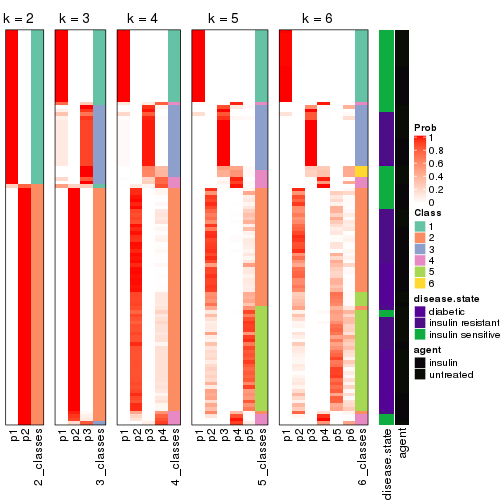 k = 2 k = 3 k = 4 k = 5 k = 6
Prob
1
0.8
0.6
0.4
0.2
0
Class
1
2
3
4
5
6
disease.state
diabetic
insulin resistant
insulin sensitive
agent
insulin
untreated
p1 p2 2_classes p1 p2 p3 3_classes p1 p2 p3 p4 4_classes p1 p2 p3 p4 p5 5_classes p1 p2 p3 p4 p5 p6 6_classes disease.state agent